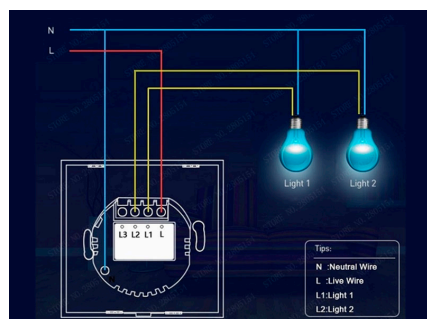 N
L
Light 1 Light 2
L3 L2 L1 L
Tips:
N :Neutral Wire
L :Live Wire
L1:Light 1
L2:Light 2